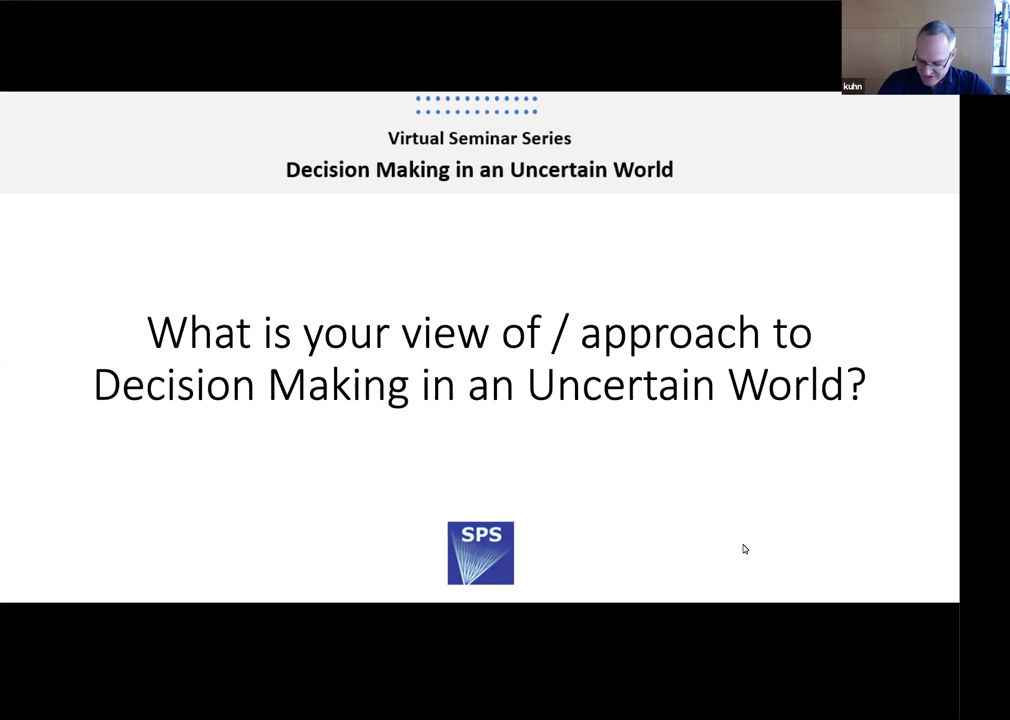 kuhn
Virtual Seminar Series
Decision Making in an Uncertain World
What is your view of / approach to
Decision Making in an Uncertain World?
SPS